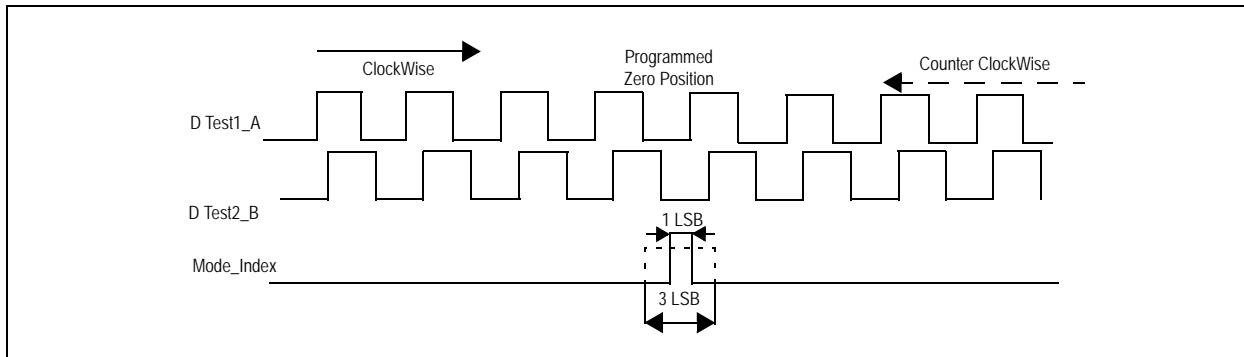 ClockWise
Programmed
Zero Position
Counter ClockWise
D Test1_A
D Test2_B
1 LSB
Mode_Index
3 LSB